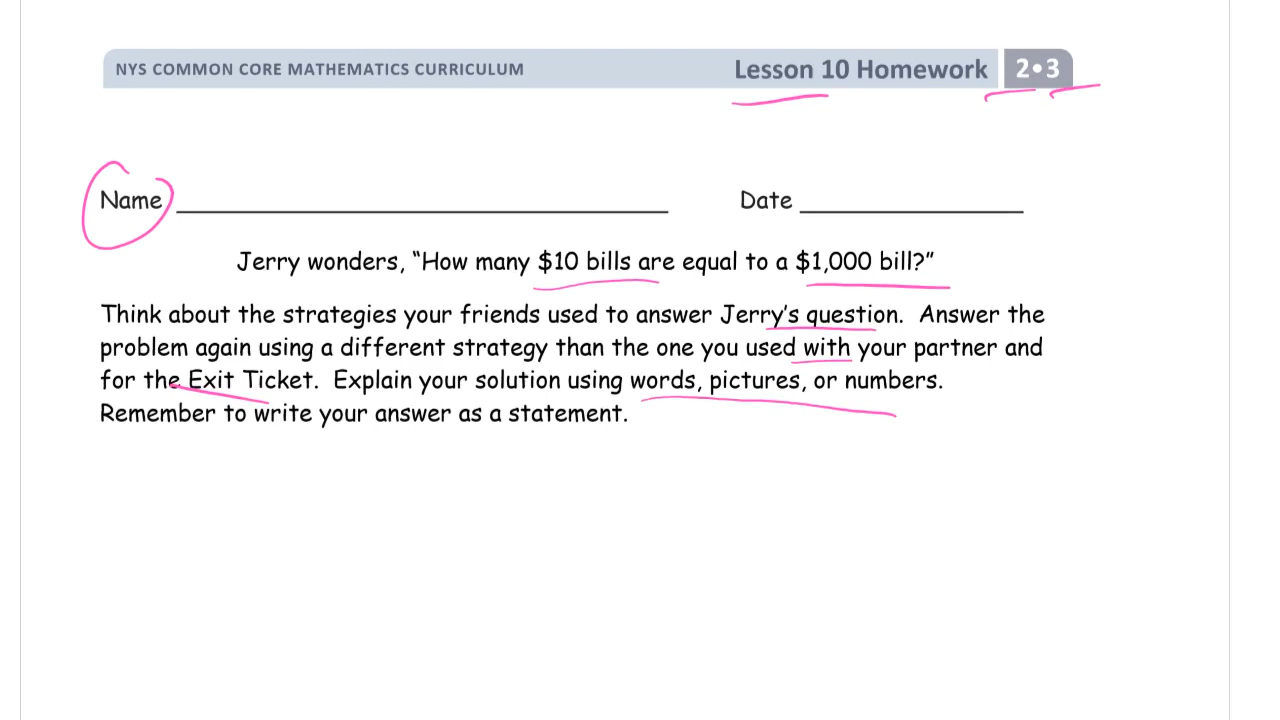 NYS COMMON CORE MATHEMATICS CURRICULUM Lesson 10 Homework 2•3
Name Date
Jerry wonders, “How many $10 bills are equal to a $1,000 bill?”
Think about the strategies your friends used to answer Jerry’s question. Answer the
problem again using a different strategy than the one you used with your partner and
for the Exit Ticket. Explain your solution using words, pictures, or numbers.
Remember to write your answer as a statement.